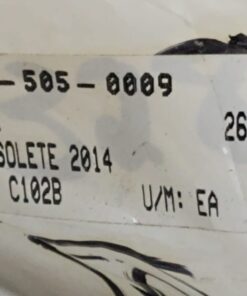 -505-0009
26
SOLETE 2014
C102B U/M: EA